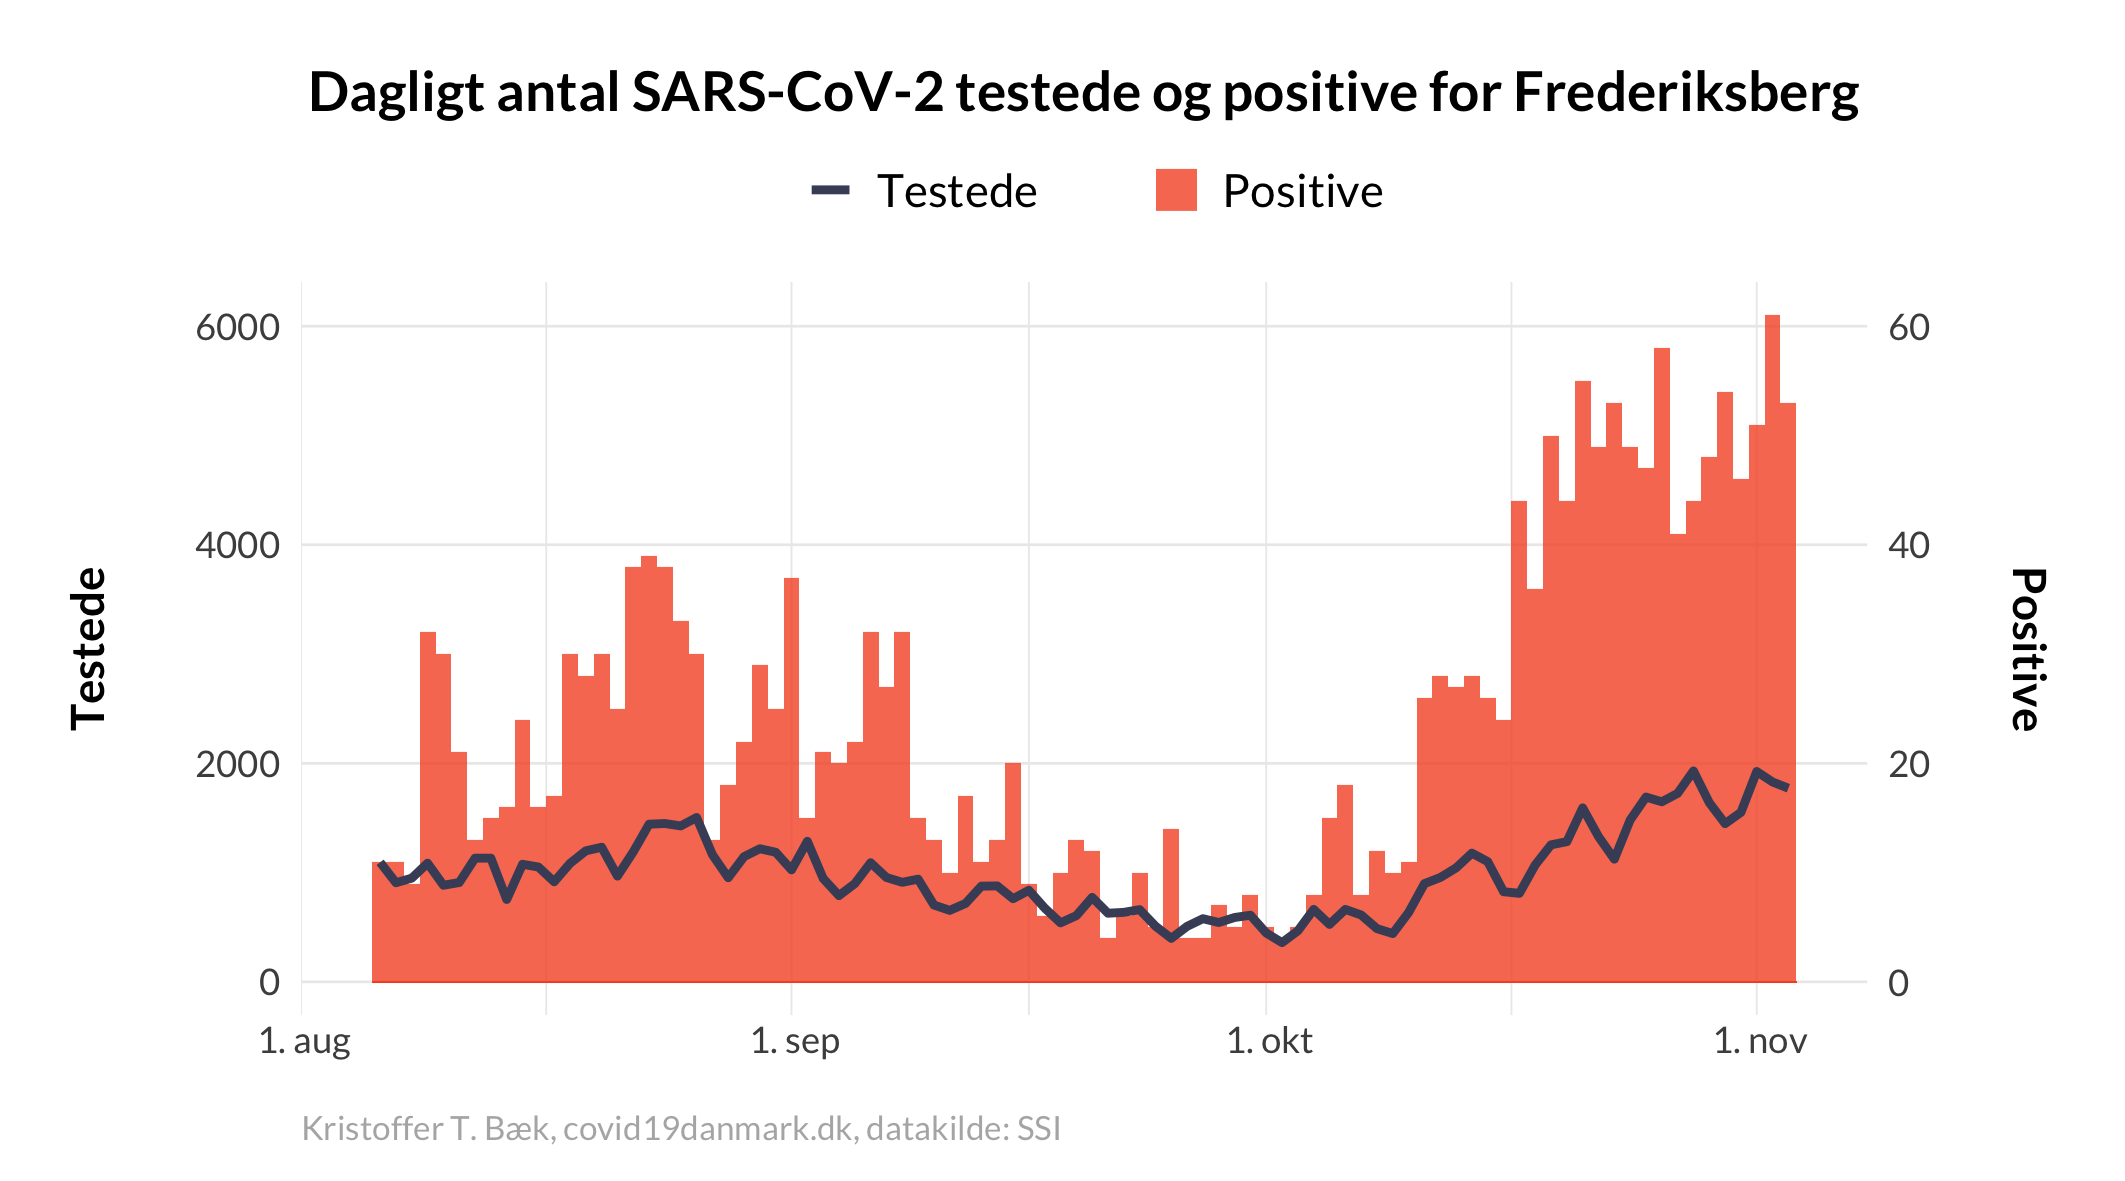 Dagligt antal SARS-CoV-2 testede og positive for Frederiksberg
Testede
Positive
6000
4000
2000
0
Testede
60
40
20
0
Positive
1. aug
1. sep
1. okt
1. nov
Kristoffer T. Bæk, covid19danmark.dk, datakilde: SSI